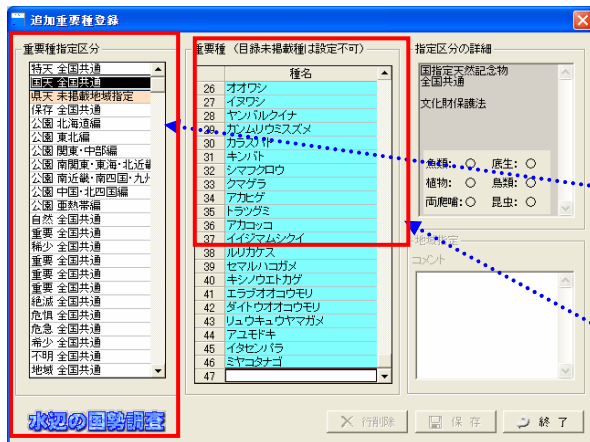 追加重要種登録
重要種指定区分
特天 全国共通
国天 全国共通
県天 未掲載地域指定
保存 全国共通
公園 北海道編
公園 東北編
公園 関東・中部編
公園 南関東・東海・北近畿
公園 南近畿・南四国・九州
公園 中国・北四国編
公園 亜熱帯編
自然 全国共通
重要 全国共通
稀少 全国共通
重要 全国共通
重要 全国共通
重要 全国共通
絶滅 全国共通
危惧 全国共通
危急 全国共通
希少 全国共通
不明 全国共通
地域 全国共通
水辺の国勢調査
重要種 (目録未掲載種は設定不可)
種名
26 オオワシ
27 イヌワシ
28 ヤンバルクイナ
29 カンムリウミスズメ
30 カラスバト
31 キンバト
32 シマフクロウ
33 クマゲラ
34 アカヒゲ
35 トラツグミ
36 アカコッコ
37 イイジマムシクイ
38 ルリカケス
39 セマルハコガメ
40 キシノウエトカゲ
41 エラブオオコウモリ
42 ダイトウオオコウモリ
43 リュウキュウヤマガメ
44 アユモドキ
45 イタセンパラ
46 ミヤコタナゴ
47
指定区分の詳細
国指定天然記念物
全国共通
文化財保護法
魚類: 底生:
植物: 鳥類:
両爬哺: 昆虫:
地域指定
コメント
行削除 保存 終了